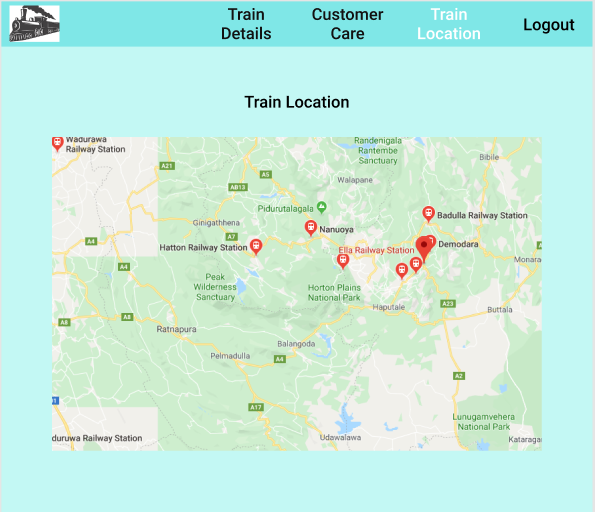 Train
Details
Customer
Care
Train
Location
Logout
Train Location
Wadurawa
Railway Station
Randenigala
Rantembe
Sanctuary
Bibile
A21
A5
Walapane
AB13
Pidurutalagala
Badulla Railway Station
Ginigathhena
Nanuoya
A7
A4
Hatton Railway Station
Ella Railway Station
Demodara
A4
Monara
A4
Peak
Wilderness
Sanctuary
Horton Plains
National Park
Haputale
A23
Buttala
A8
A8
Ratnapura
Balangoda
Pelmadulla
A4
A2
A17
Lunugamvehera
National Park
duruwa Railway Station
Udawalawa
Kataraga